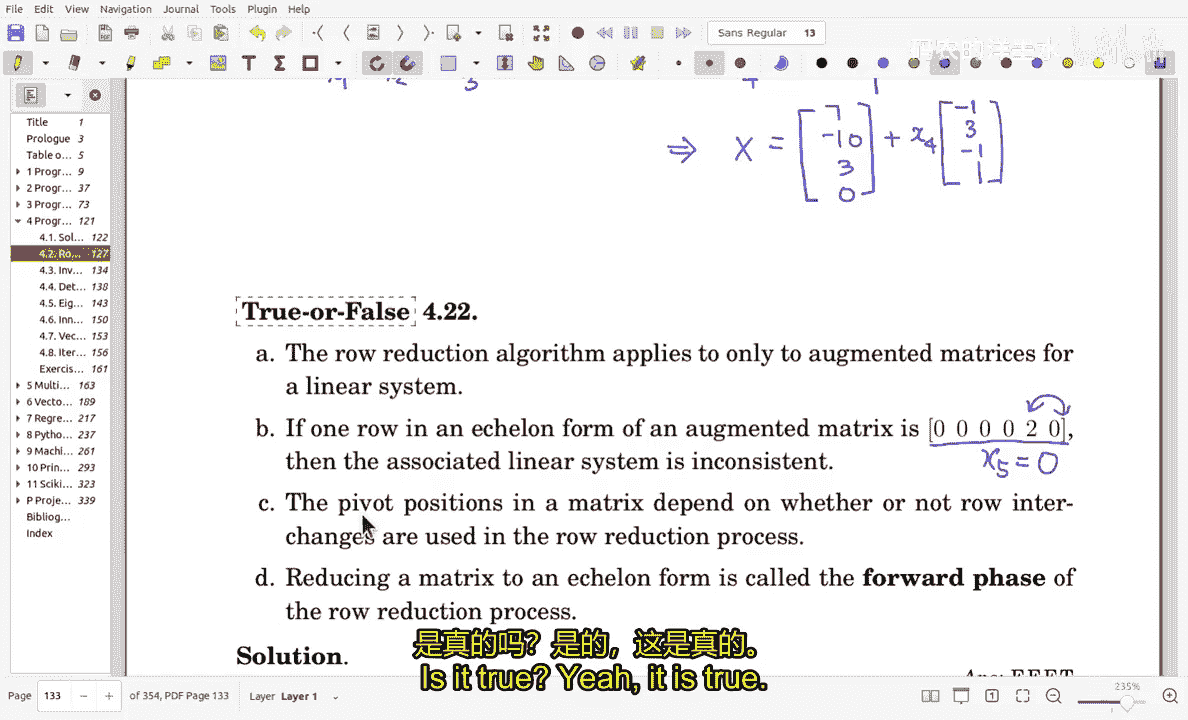 File Edit View Navigation Journal Tools Plugin Help
Sans Regular 13
Title 1
Prologue 3
Table o... 5
1 Progr... 9
2 Progr... 37
3 Progr... 73
4 Progr... 121
4.1. Sol... 122
4.2. Ro... 127
4.3. Inv... 134
4.4. Det... 138
4.5. Eig... 143
4.6. Inn... 150
4.7. Vec... 153
4.8. Iter... 156
Exercis... 161
5 Multi... 163
6 Vecto... 189
7 Regre... 217
8 Pytho... 237
9 Machi... 261
10 Prin... 293
11 Sciki... 323
P Proje... 339
Bibliog...
Index
⇒ X = [7 -10 3 0] + x₄ [-1 3 -1 1]
True-or-False 4.22.
a. The row reduction algorithm applies to only to augmented matrices for
a linear system.
b. If one row in an echelon form of an augmented matrix is [0 0 0 0 2 0],
then the associated linear system is inconsistent.
x₅ = 0
c. The pivot positions in a matrix depend on whether or not row inter-
changes are used in the row reduction process.
d. Reducing a matrix to an echelon form is called the forward phase of
the row reduction process.
Solution.
是真的吗？是的，这是真的。
Is it true? Yeah, it is true.
Page 133 − + of 354, PDF Page 133 Layer Layer 1
235%